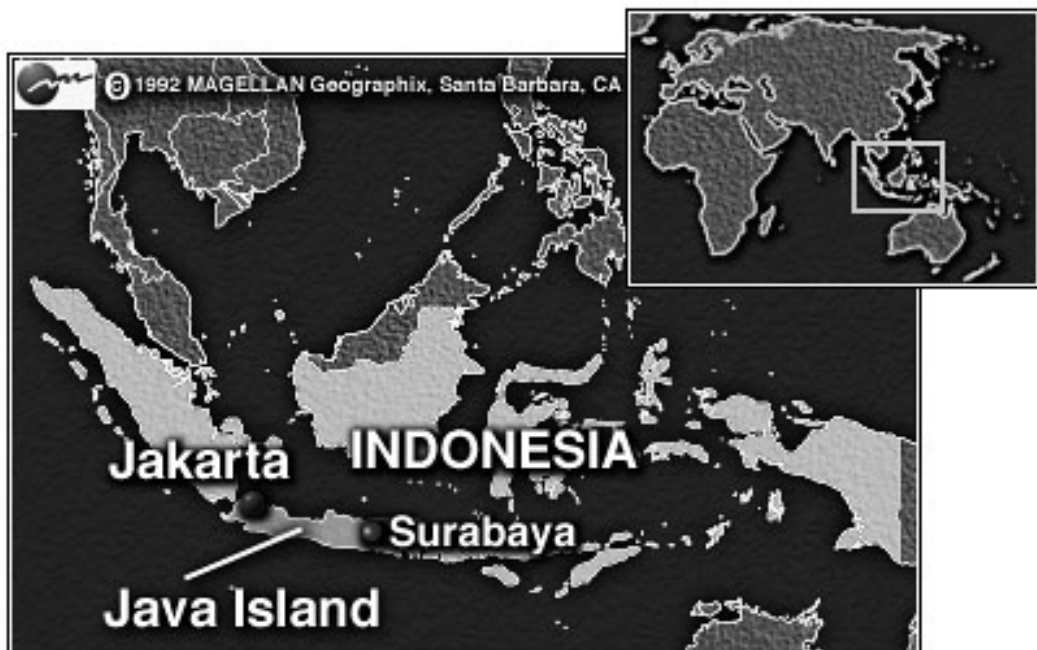 © 1992 MAGELLAN Geographix, Santa Barbara, CA
INDONESIA
Jakarta
Surabaya
Java Island